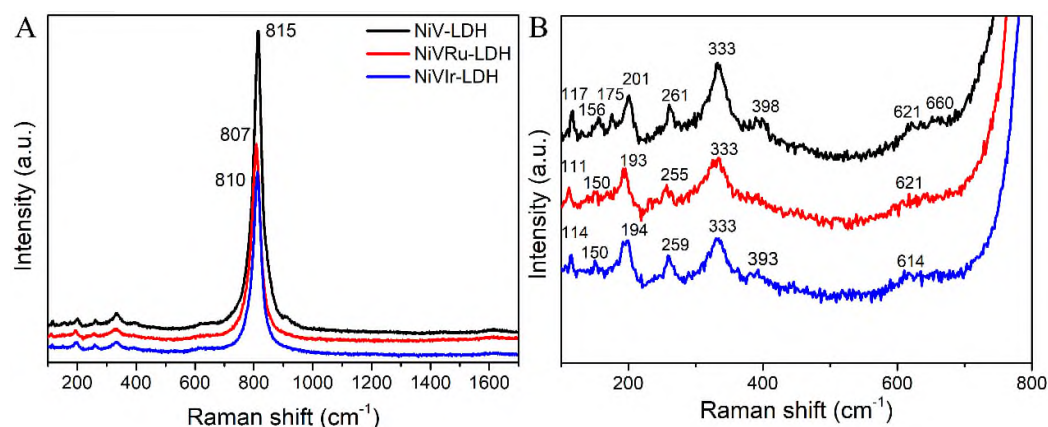 A
815
NiV-LDH
NiVRu-LDH
NiVIr-LDH
807
810
Intensity (a.u.)
200 400 600 800 1000 1200 1400 1600
Raman shift (cm⁻¹)
B
333
117 156 175 201 261 398 621 660
111 150 193 255 333 621
114 150 194 259 333 393 614
Intensity (a.u.)
200 400 600 800
Raman shift (cm⁻¹)